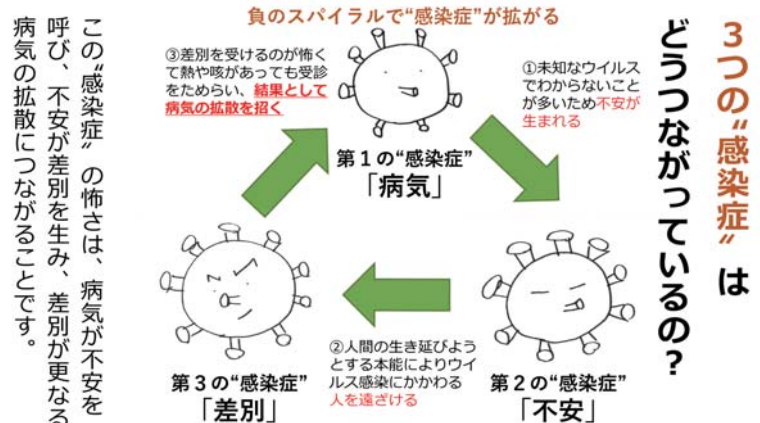 3つの“感染症”は
どうつながっているの？
負のスパイラルで“感染症”が拡がる
①未知なウイルス
でわからないこと
が多いため不安が
生まれる
第１の“感染症”
「病気」
③差別を受けるのが怖く
て熱や咳があっても受診
をためらい、結果として
病気の拡散を招く
第２の“感染症”
「不安」
②人間の生き延びよう
とする本能によりウイ
ルス感染にかかわる
人を遠ざける
第３の“感染症”
「差別」
この“感染症”の怖さは、病気が不安を
呼び、不安が差別を生み、差別が更なる
病気の拡散につながることです。